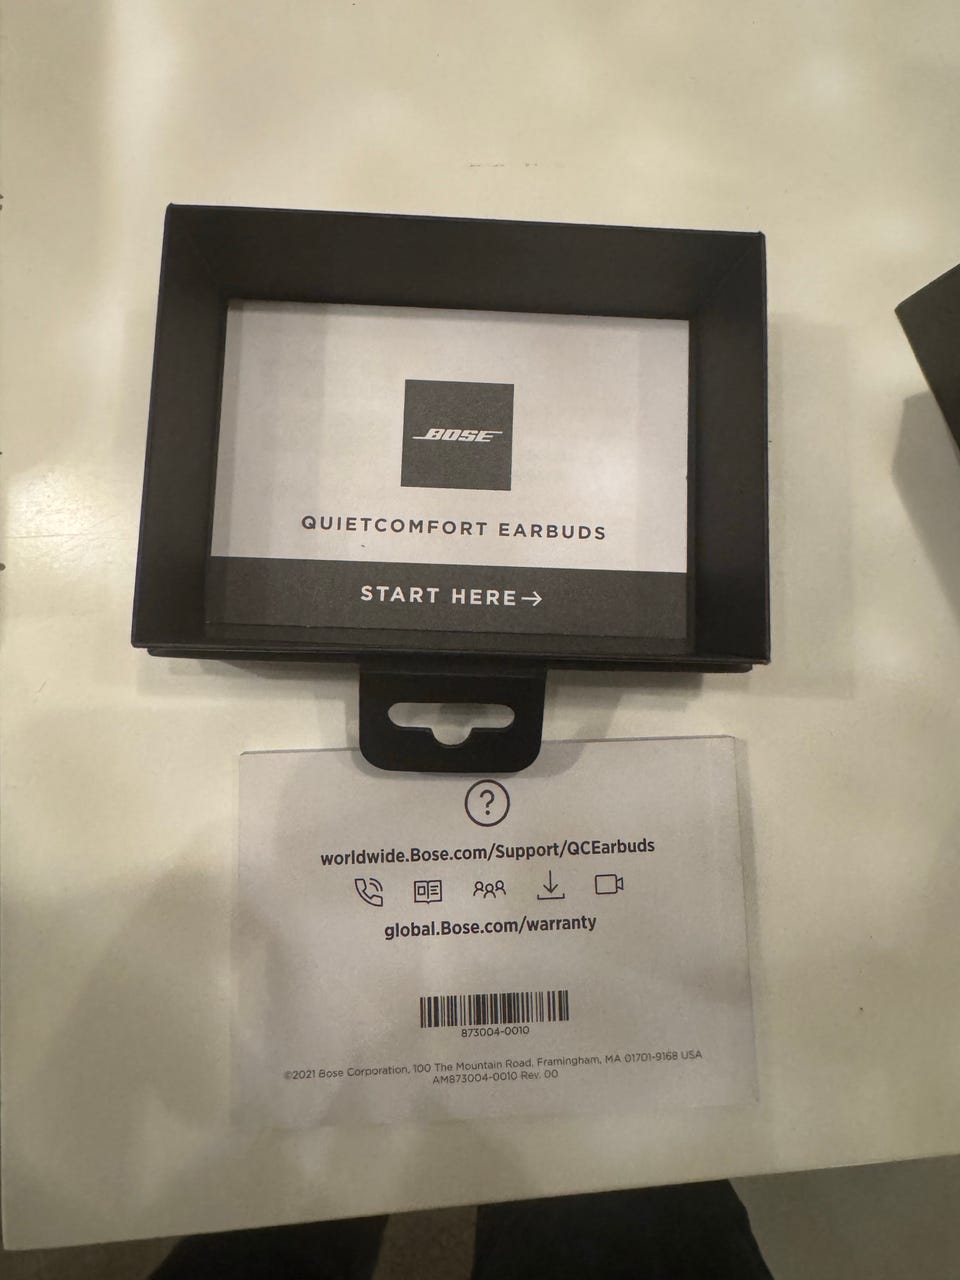 BOSE
QUIETCOMFORT EARBUDS
START HERE→
?
worldwide.Bose.com/Support/QCEarbuds
global.Bose.com/warranty
873004-0010
©2021 Bose Corporation, 100 The Mountain Road, Framingham, MA 01701-9168 USA
AM873004-0010 Rev. 00